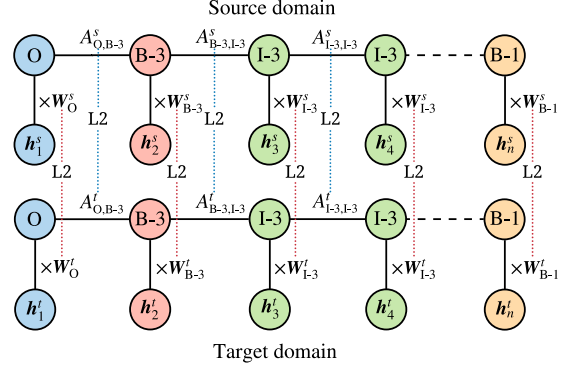 Source domain
A^s_{O,B-3} A^s_{B-3,I-3} A^s_{I-3,I-3}
O B-3 I-3 I-3 B-1
×W^s_O ×W^s_{B-3} ×W^s_{I-3} ×W^s_{I-3} ×W^s_{B-1}
L2 L2 L2
h^s_1 h^s_2 h^s_3 h^s_4 h^s_n
L2 L2 L2 L2 L2
A^t_{O,B-3} A^t_{B-3,I-3} A^t_{I-3,I-3}
O B-3 I-3 I-3 B-1
×W^t_O ×W^t_{B-3} ×W^t_{I-3} ×W^t_{I-3} ×W^t_{B-1}
h^t_1 h^t_2 h^t_3 h^t_4 h^t_n
Target domain